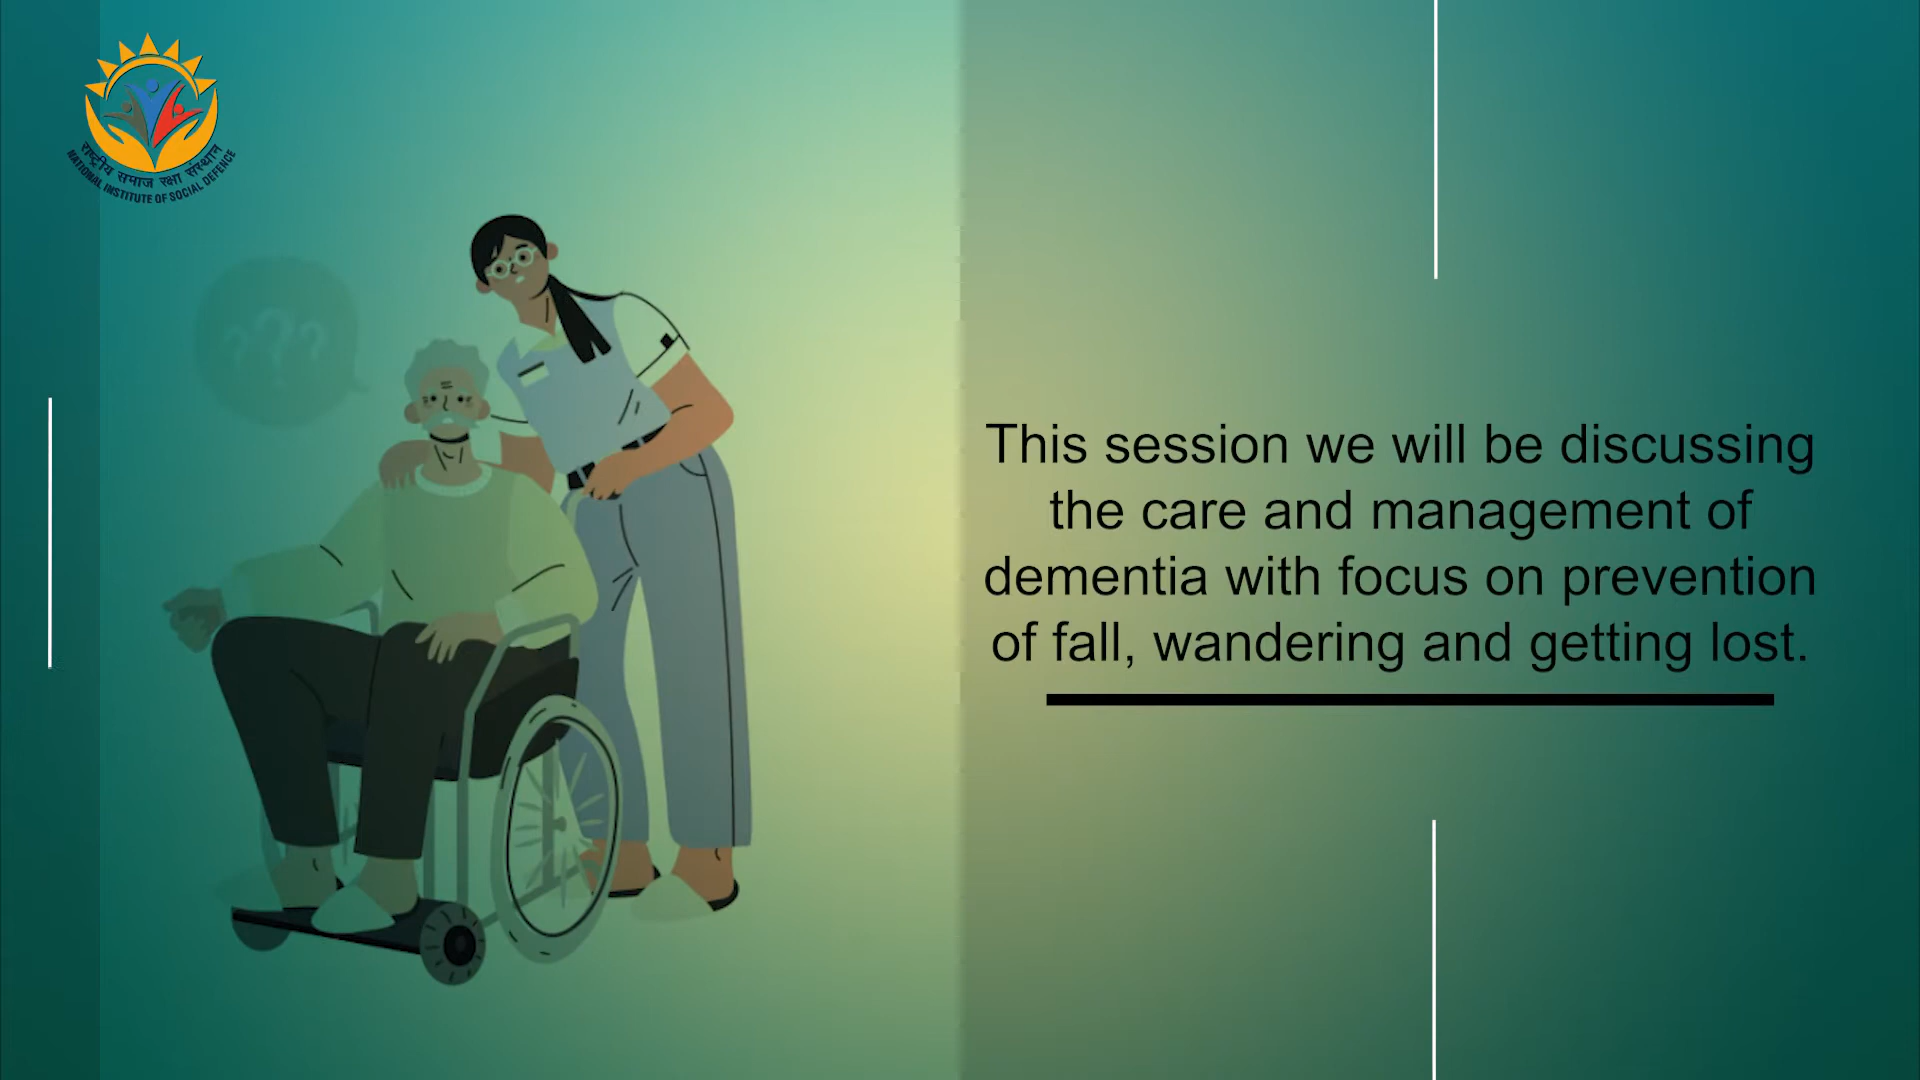 राष्ट्रीय समाज रक्षा संस्थान
NATIONAL INSTITUTE OF SOCIAL DEFENCE
???
This session we will be discussing
the care and management of
dementia with focus on prevention
of fall, wandering and getting lost.